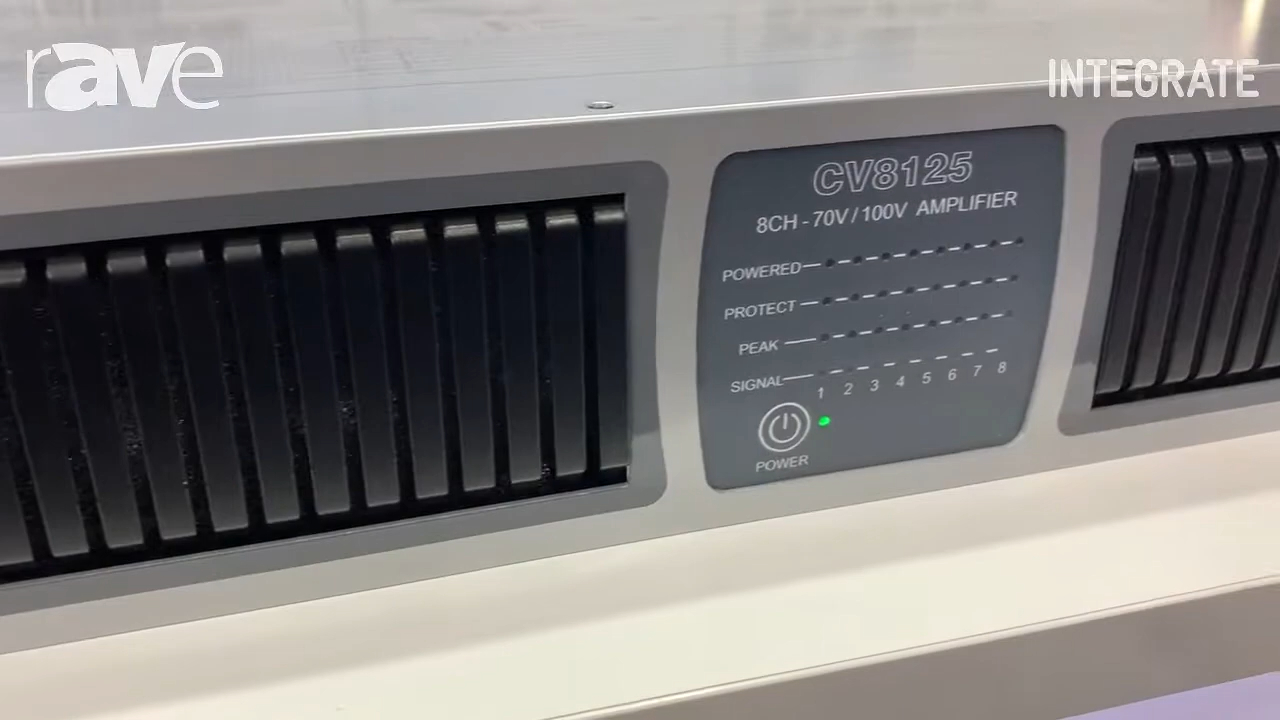 rave
INTEGRATE
CV8125
8CH - 70V / 100V AMPLIFIER
POWERED
PROTECT
PEAK
SIGNAL
1 2 3 4 5 6 7 8
POWER